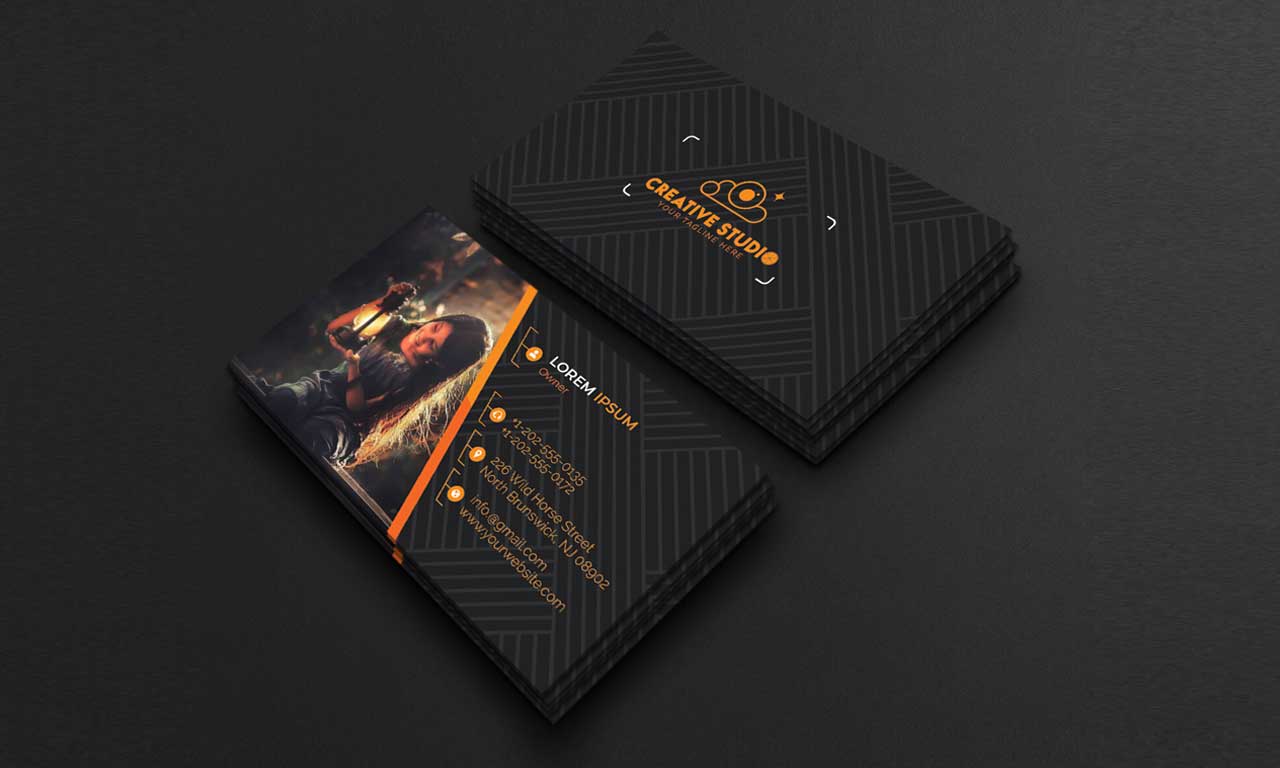 CREATIVE STUDIO
YOUR TAGLINE HERE
LOREM IPSUM
Owner
+1-202-555-0135
+1-202-555-0172
226 Wild Horse Street
North Brunswick, NJ 08902
info@gmail.com
www.yourwebsite.com